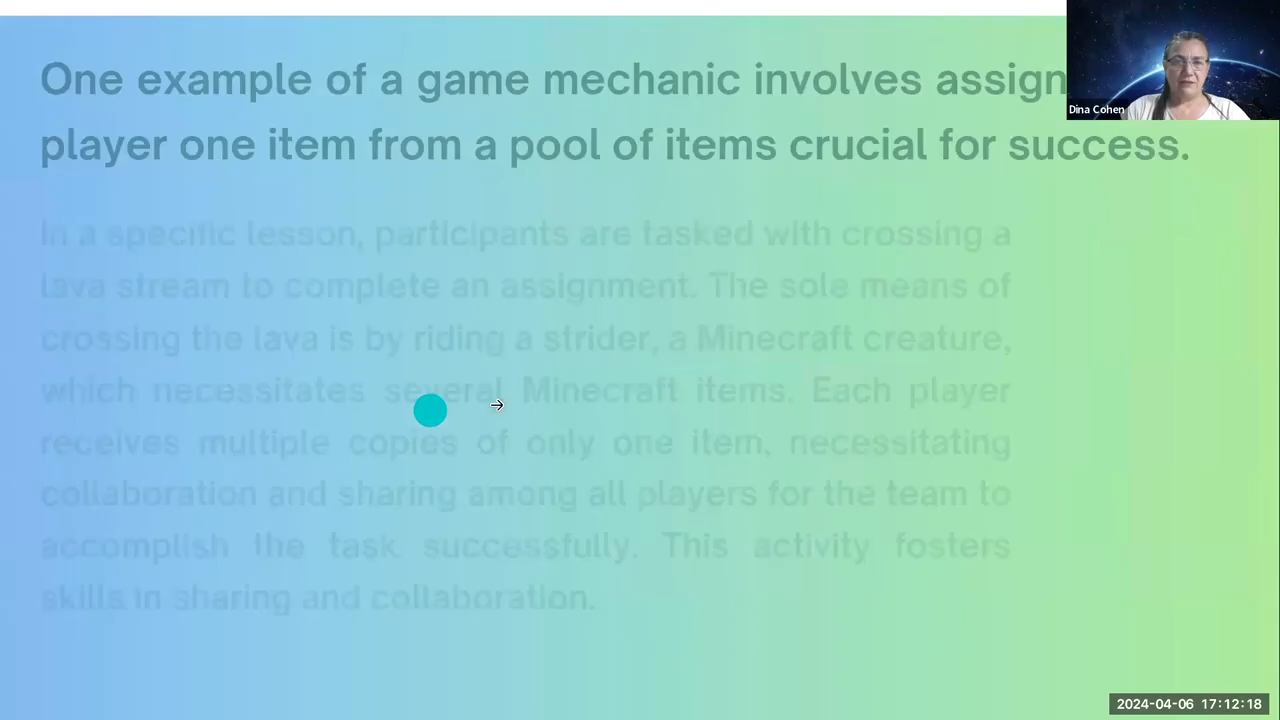 One example of a game mechanic involves assign
player one item from a pool of items crucial for success.
In a specific lesson, participants are tasked with crossing a
lava stream to complete an assignment. The sole means of
crossing the lava is by riding a strider, a Minecraft creature,
which necessitates several Minecraft items. Each player
receives multiple copies of only one item, necessitating
collaboration and sharing among all players for the team to
accomplish the task successfully. This activity fosters
skills in sharing and collaboration.
Dina Cohen
2024-04-06 17:12:18